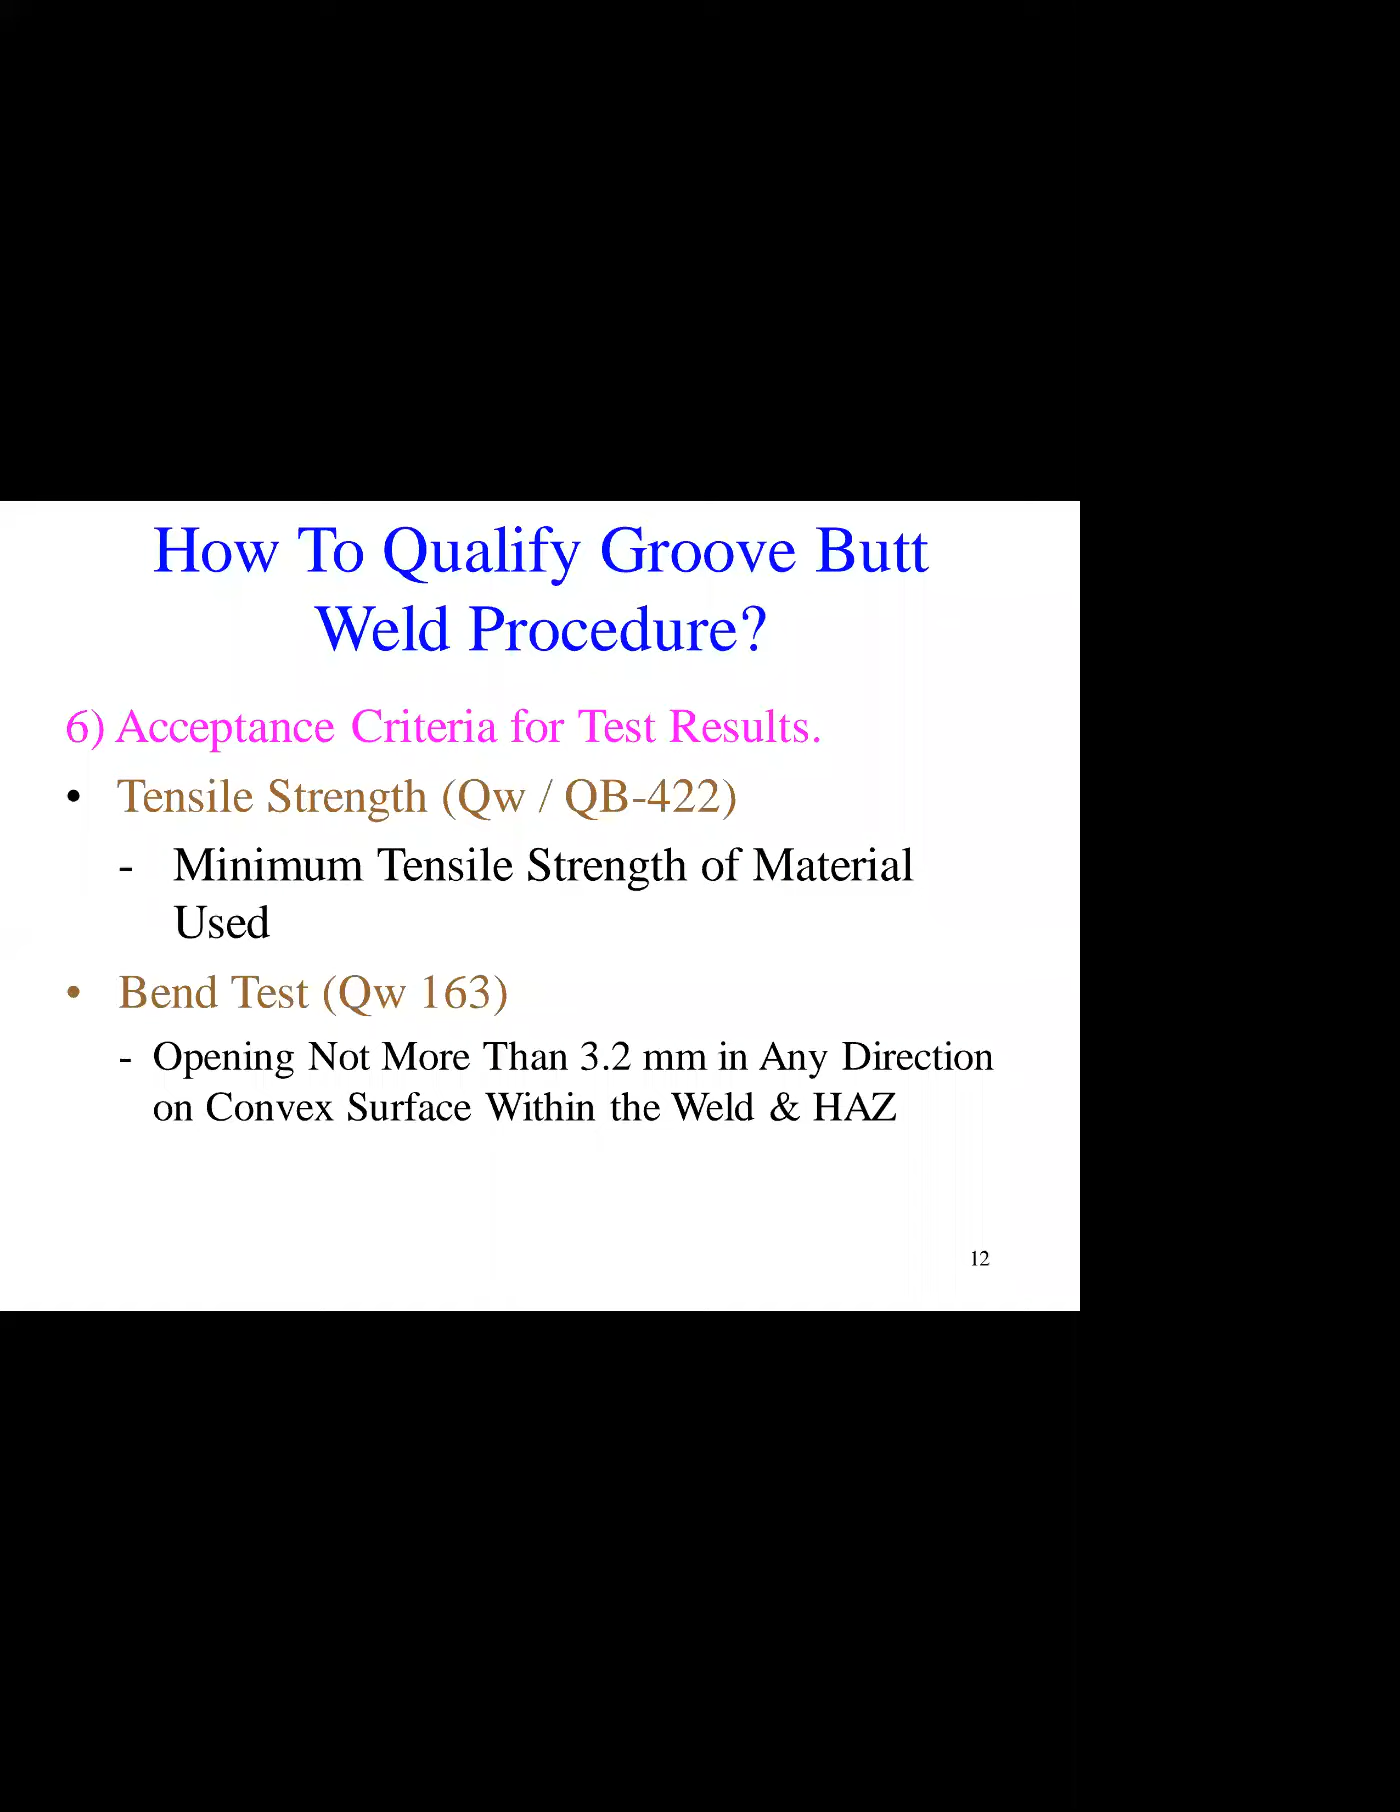 How To Qualify Groove Butt
Weld Procedure?
6) Acceptance Criteria for Test Results.
• Tensile Strength (Qw / QB-422)
- Minimum Tensile Strength of Material
Used
• Bend Test (Qw 163)
- Opening Not More Than 3.2 mm in Any Direction
on Convex Surface Within the Weld & HAZ
12